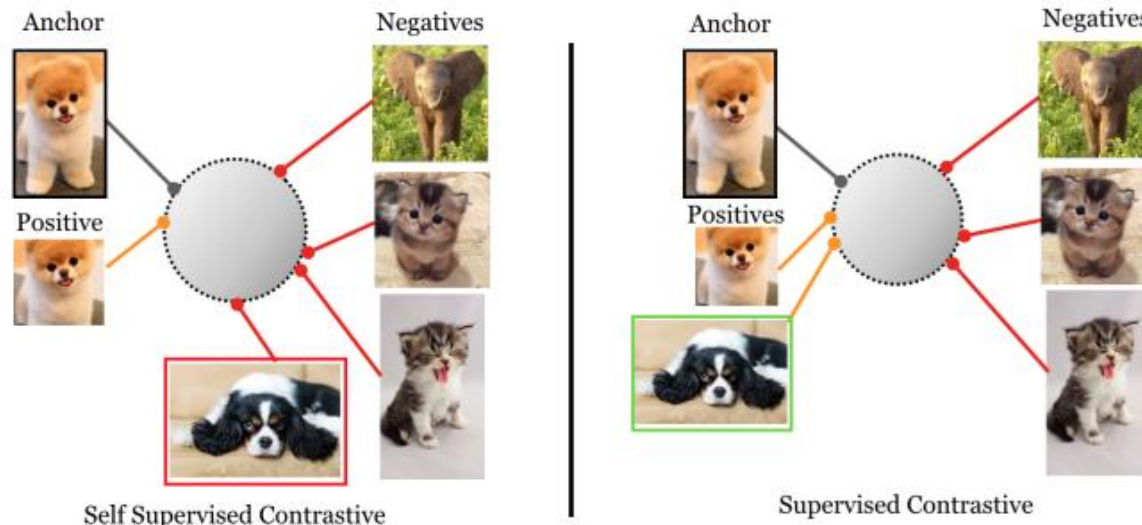 Anchor
Negatives
Positive
Self Supervised Contrastive
Anchor
Negatives
Positives
Supervised Contrastive